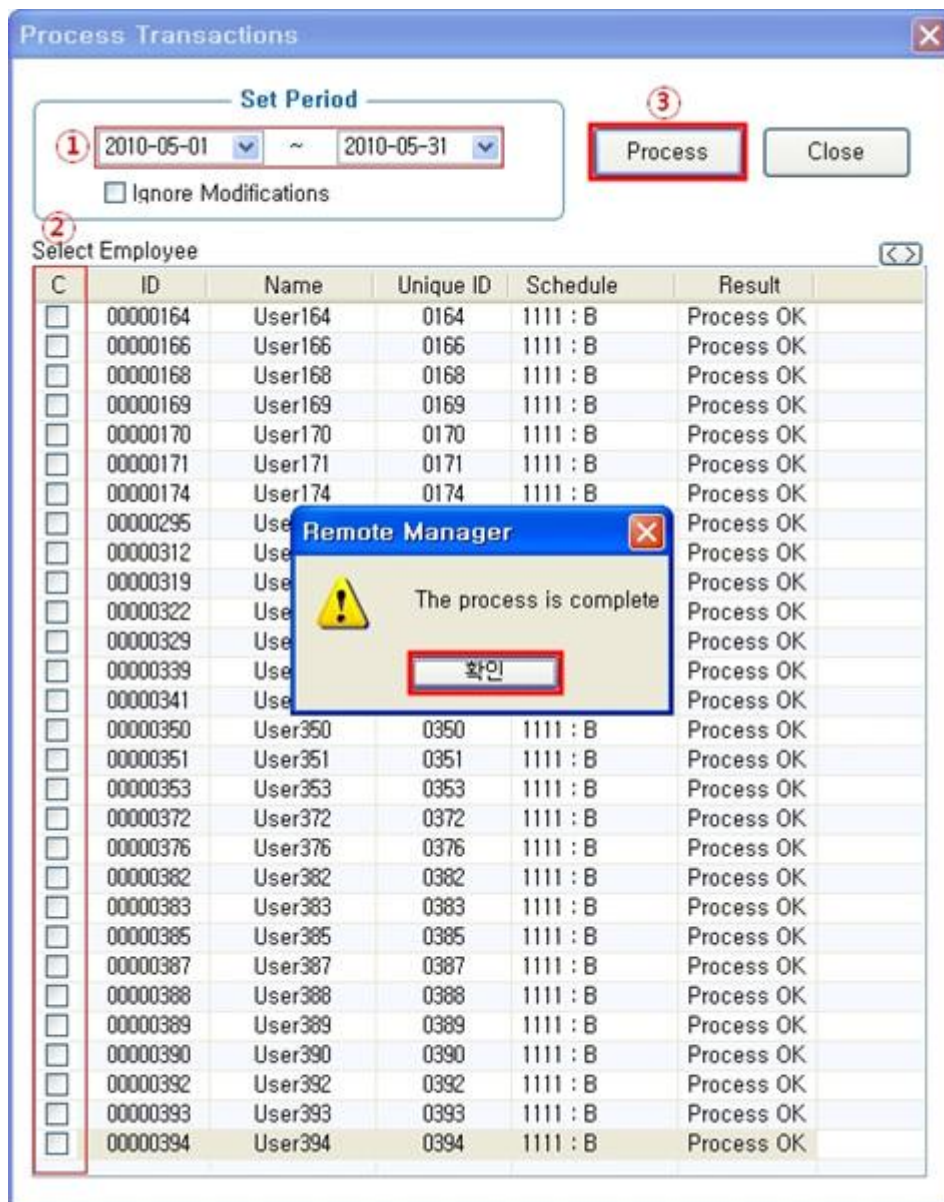 Process Transactions
Set Period
③
① 2010-05-01 ~ 2010-05-31 Process Close
Ignore Modifications
②
Select Employee < >
C ID Name Unique ID Schedule Result
00000164 User164 0164 1111 : B Process OK
00000166 User166 0166 1111 : B Process OK
00000168 User168 0168 1111 : B Process OK
00000169 User169 0169 1111 : B Process OK
00000170 User170 0170 1111 : B Process OK
00000171 User171 0171 1111 : B Process OK
00000174 User174 0174 1111 : B Process OK
00000295 Use Process OK
00000312 Use Process OK
00000319 Use Process OK
00000322 Use Process OK
00000329 Use Process OK
00000339 Use Process OK
00000341 Use Process OK
Remote Manager
The process is complete
확인
00000350 User350 0350 1111 : B Process OK
00000351 User351 0351 1111 : B Process OK
00000353 User353 0353 1111 : B Process OK
00000372 User372 0372 1111 : B Process OK
00000376 User376 0376 1111 : B Process OK
00000382 User382 0382 1111 : B Process OK
00000383 User383 0383 1111 : B Process OK
00000385 User385 0385 1111 : B Process OK
00000387 User387 0387 1111 : B Process OK
00000388 User388 0388 1111 : B Process OK
00000389 User389 0389 1111 : B Process OK
00000390 User390 0390 1111 : B Process OK
00000392 User392 0392 1111 : B Process OK
00000393 User393 0393 1111 : B Process OK
00000394 User394 0394 1111 : B Process OK